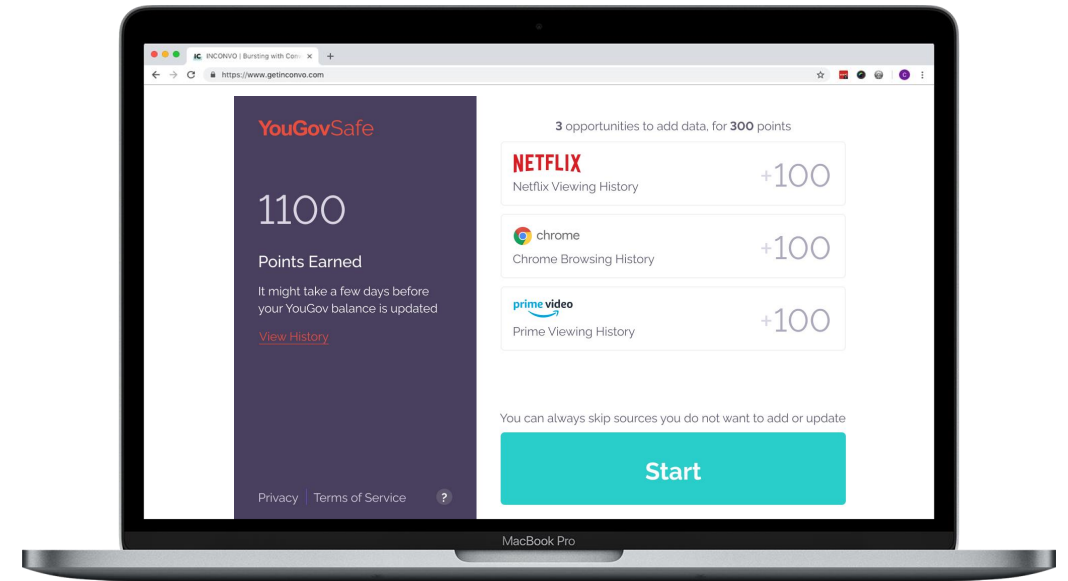 INCONVO | Bursting with Con
https://www.getinconvo.com
YouGovSafe
1100
Points Earned
It might take a few days before
your YouGov balance is updated
View History
Privacy | Terms of Service ?
3 opportunities to add data, for 300 points
NETFLIX
Netflix Viewing History
+100
chrome
Chrome Browsing History
+100
prime video
Prime Viewing History
+100
You can always skip sources you do not want to add or update
Start
MacBook Pro